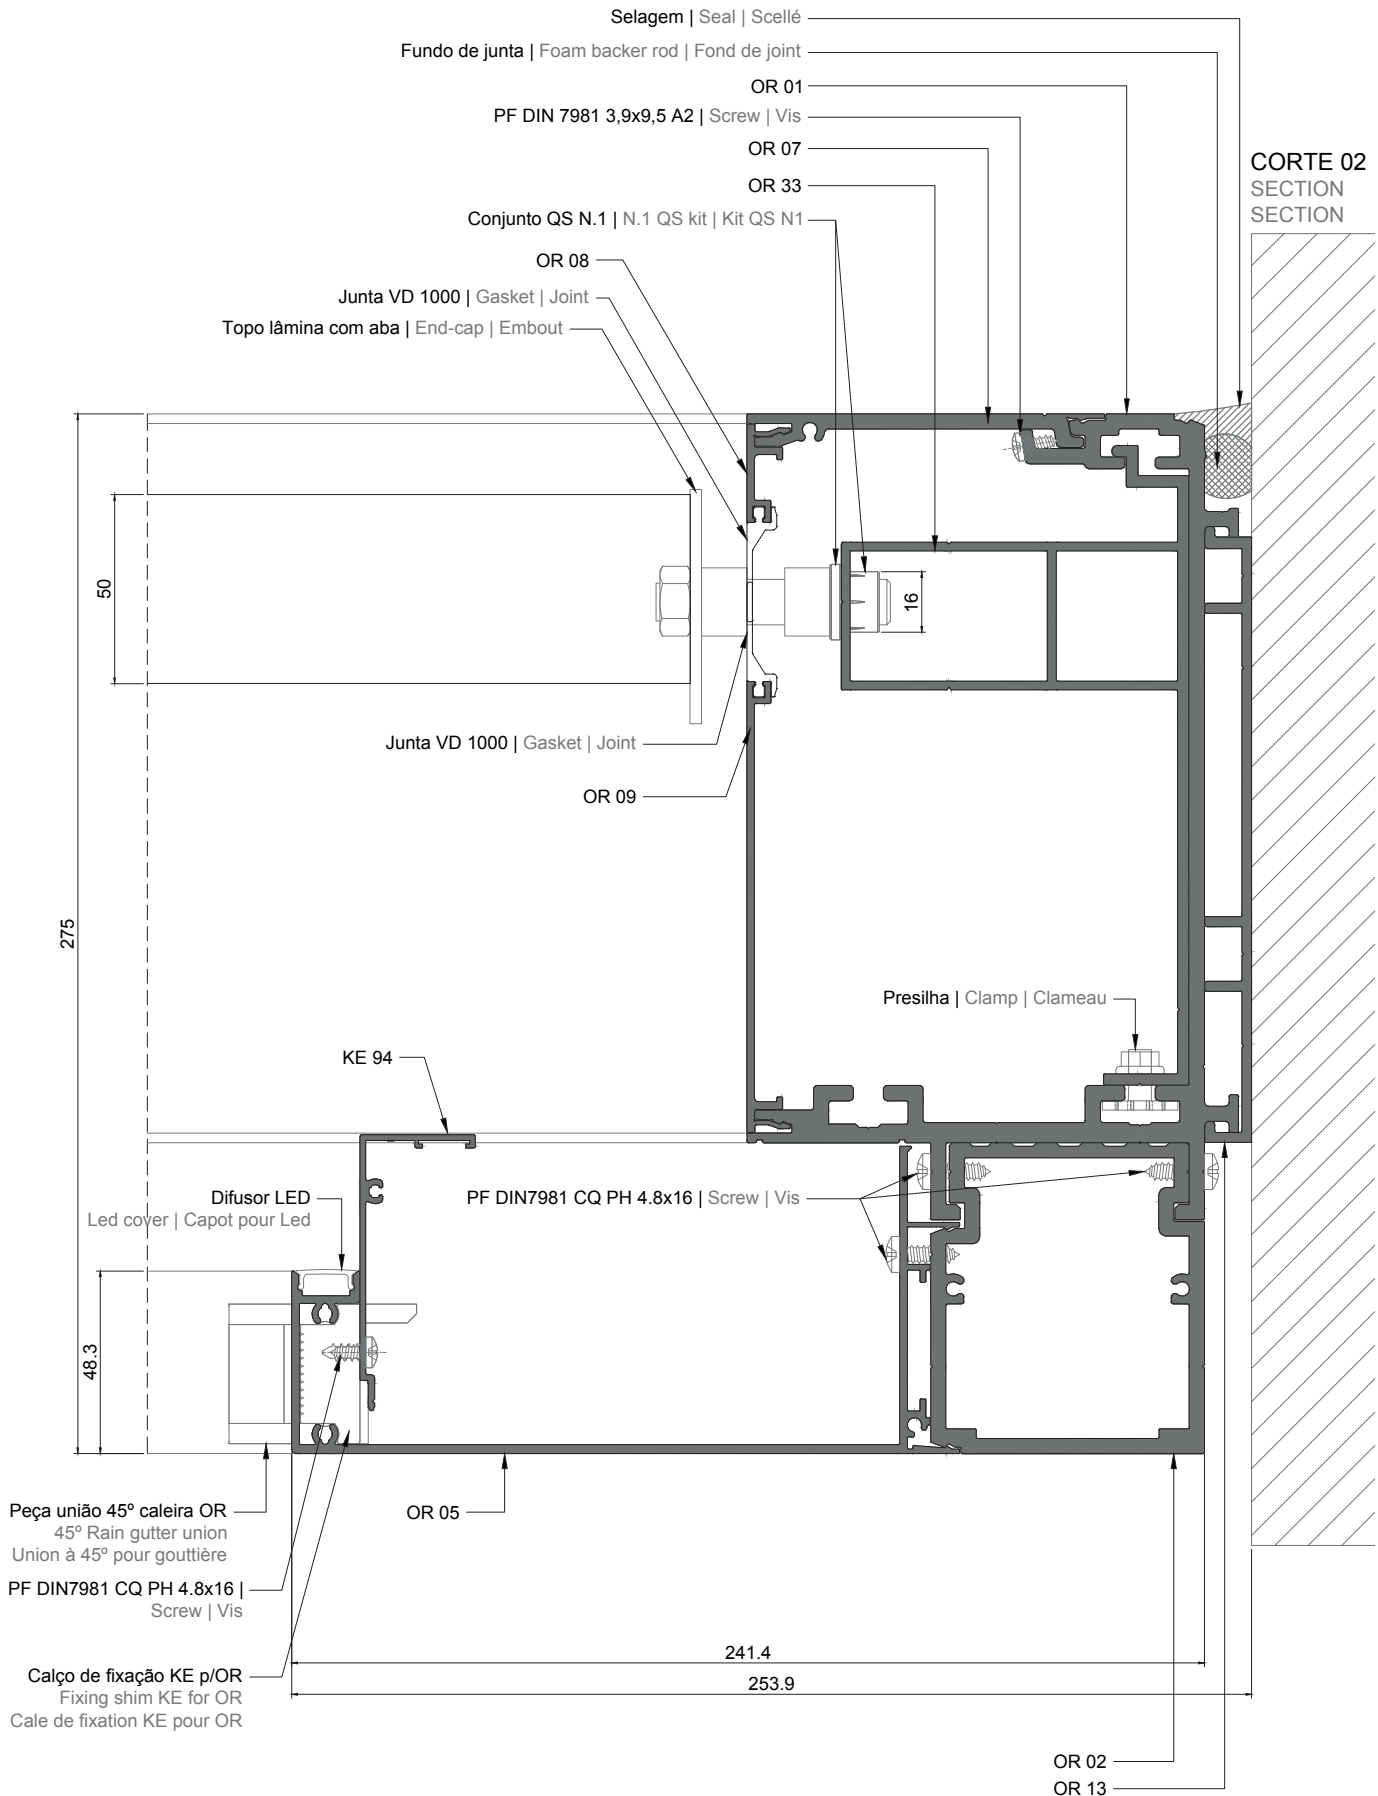 Selagem | Seal | Scellé
Fundo de junta | Foam backer rod | Fond de joint
OR 01
PF DIN 7981 3,9x9,5 A2 | Screw | Vis
OR 07
CORTE 02
SECTION
SECTION
OR 33
Conjunto QS N.1 | N.1 QS kit | Kit QS N1
OR 08
Junta VD 1000 | Gasket | Joint
Topo lâmina com aba | End-cap | Embout
50
16
Junta VD 1000 | Gasket | Joint
OR 09
275
Presilha | Clamp | Clameau
KE 94
Difusor LED
Led cover | Capot pour Led
PF DIN7981 CQ PH 4.8x16 | Screw | Vis
48.3
Peça união 45º caleira OR
45º Rain gutter union
Union à 45º pour gouttière
OR 05
PF DIN7981 CQ PH 4.8x16 |
Screw | Vis
Calço de fixação KE p/OR
Fixing shim KE for OR
Cale de fixation KE pour OR
241.4
253.9
OR 02
OR 13